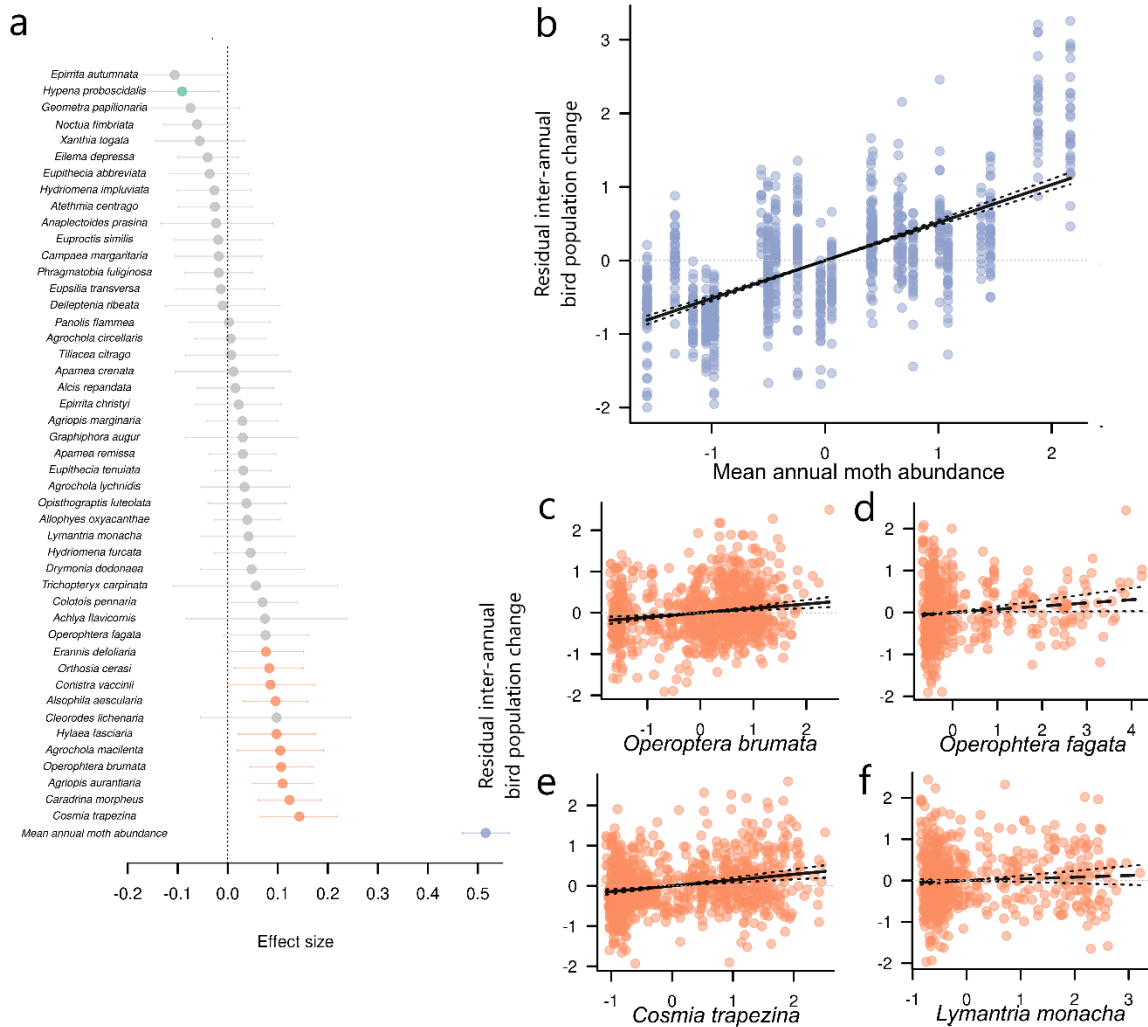 a
Epirrita autumnata
Hypena proboscidalis
Geometra papilionaria
Noctua fimbriata
Xanthia togata
Eilema depressa
Eupithecia abbreviata
Hydriomena impluviata
Atethmia centrago
Anaplectoides prasina
Euproctis similis
Campaea margaritaria
Phragmatobia fuliginosa
Eupsilia transversa
Deileptenia ribeata
Panolis flammea
Agrochola circellaris
Tiliacea citrago
Apamea crenata
Alcis repandata
Epirrita christyi
Agriopis marginaria
Graphiphora augur
Apamea remissa
Eupithecia tenuiata
Agrochola lychnidis
Opisthograptis luteolata
Allophyes oxyacanthae
Lymantria monacha
Hydriomena furcata
Drymonia dodonaea
Trichopteryx carpinata
Colotois pennaria
Achlya flavicornis
Operophtera fagata
Erannis defoliaria
Orthosia cerasi
Conistra vaccinii
Alsophila aescularia
Cleorodes lichenaria
Hylaea fasciaria
Agrochola macilenta
Operophtera brumata
Agriopis aurantiaria
Caradrina morpheus
Cosmia trapezina
Mean annual moth abundance
-0.2 -0.1 0.0 0.1 0.2 0.3 0.4 0.5
Effect size
b
Residual inter-annual
bird population change
3
2
1
0
-1
-2
-1 0 1 2
Mean annual moth abundance
Residual inter-annual
bird population change
c
2
1
0
-1
-2
-1 0 1 2
Operoptera brumata
d
2
1
0
-1
-2
0 1 2 3 4
Operophtera fagata
e
2
1
0
-1
-2
-1 0 1 2
Cosmia trapezina
f
2
1
0
-1
-2
-1 0 1 2 3
Lymantria monacha